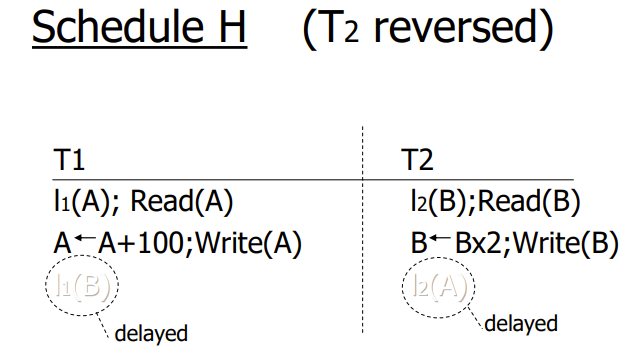 Schedule H (T2 reversed)
T1 T2
l1(A); Read(A) l2(B);Read(B)
A←A+100;Write(A) B←Bx2;Write(B)
l1(B) l2(A)
delayed delayed